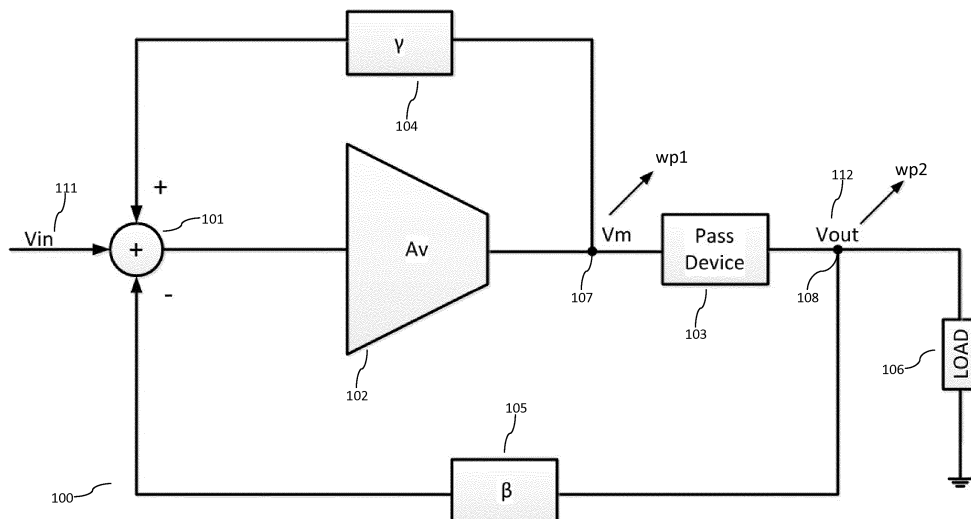 γ
104
wp1
wp2
+
111
112
101
Vin
+
Av
Vm
Pass
Device
Vout
-
107
103
108
LOAD
106
102
105
100
β